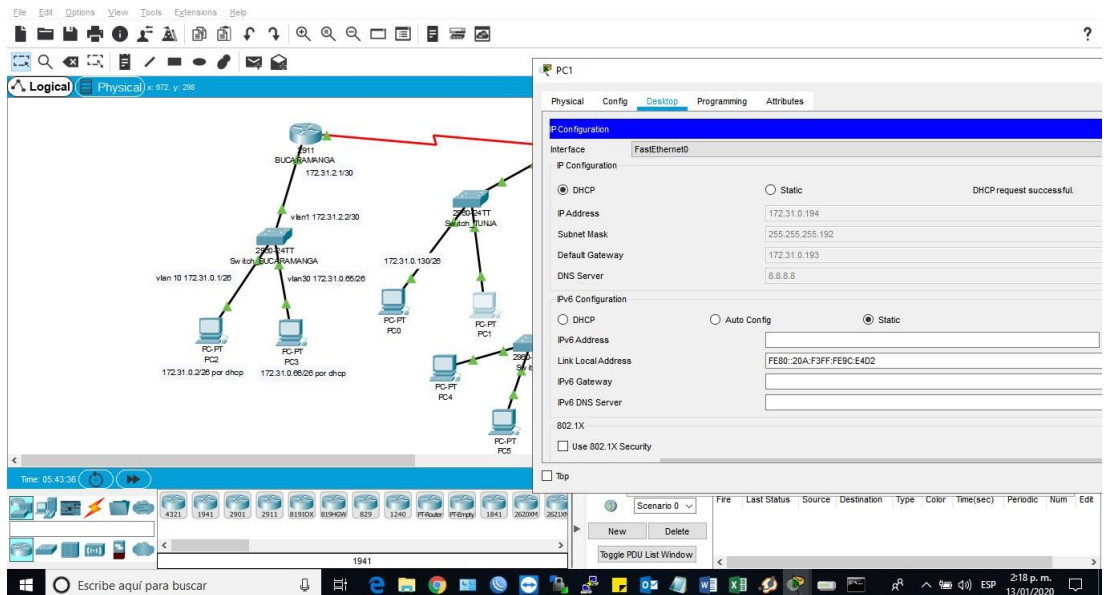 File Edit Options View Tools Extensions Help
?
Logical Physical x: 672, y: 298
2911
BUCARAMANGA
172.31.2.1/30
vlan1 172.31.2.2/30
2960-24TT
Switch_BUCARAMANGA
vlan 10 172.31.0.1/26
vlan30 172.31.0.65/26
PC-PT
PC2
172.31.0.2/26 por dhcp
PC-PT
PC3
172.31.0.66/26 por dhcp
2960-24TT
Switch_TUNJA
172.31.0.130/26
PC-PT
PC0
PC-PT
PC1
2960-
Swit
PC-PT
PC4
PC-PT
PC5
PC1
Physical Config Desktop Programming Attributes
IP Configuration
Interface FastEthernet0
IP Configuration
DHCP Static DHCP request successful.
IP Address 172.31.0.194
Subnet Mask 255.255.255.192
Default Gateway 172.31.0.193
DNS Server 8.8.8.8
IPv6 Configuration
DHCP Auto Config Static
IPv6 Address
Link Local Address FE80::20A:F3FF:FE9C:E4D2
IPv6 Gateway
IPv6 DNS Server
802.1X
Use 802.1X Security
Top
Time: 05:43:36
4321 1941 2901 2911 819IOX 819HGW 829 1240 PT-Router PT-Empty 1841 2620XM 2621XM
1941
Scenario 0
New Delete
Toggle PDU List Window
Fire Last Status Source Destination Type Color Time(sec) Periodic Num Edit
Escribe aquí para buscar
ESP
2:18 p. m.
13/01/2020